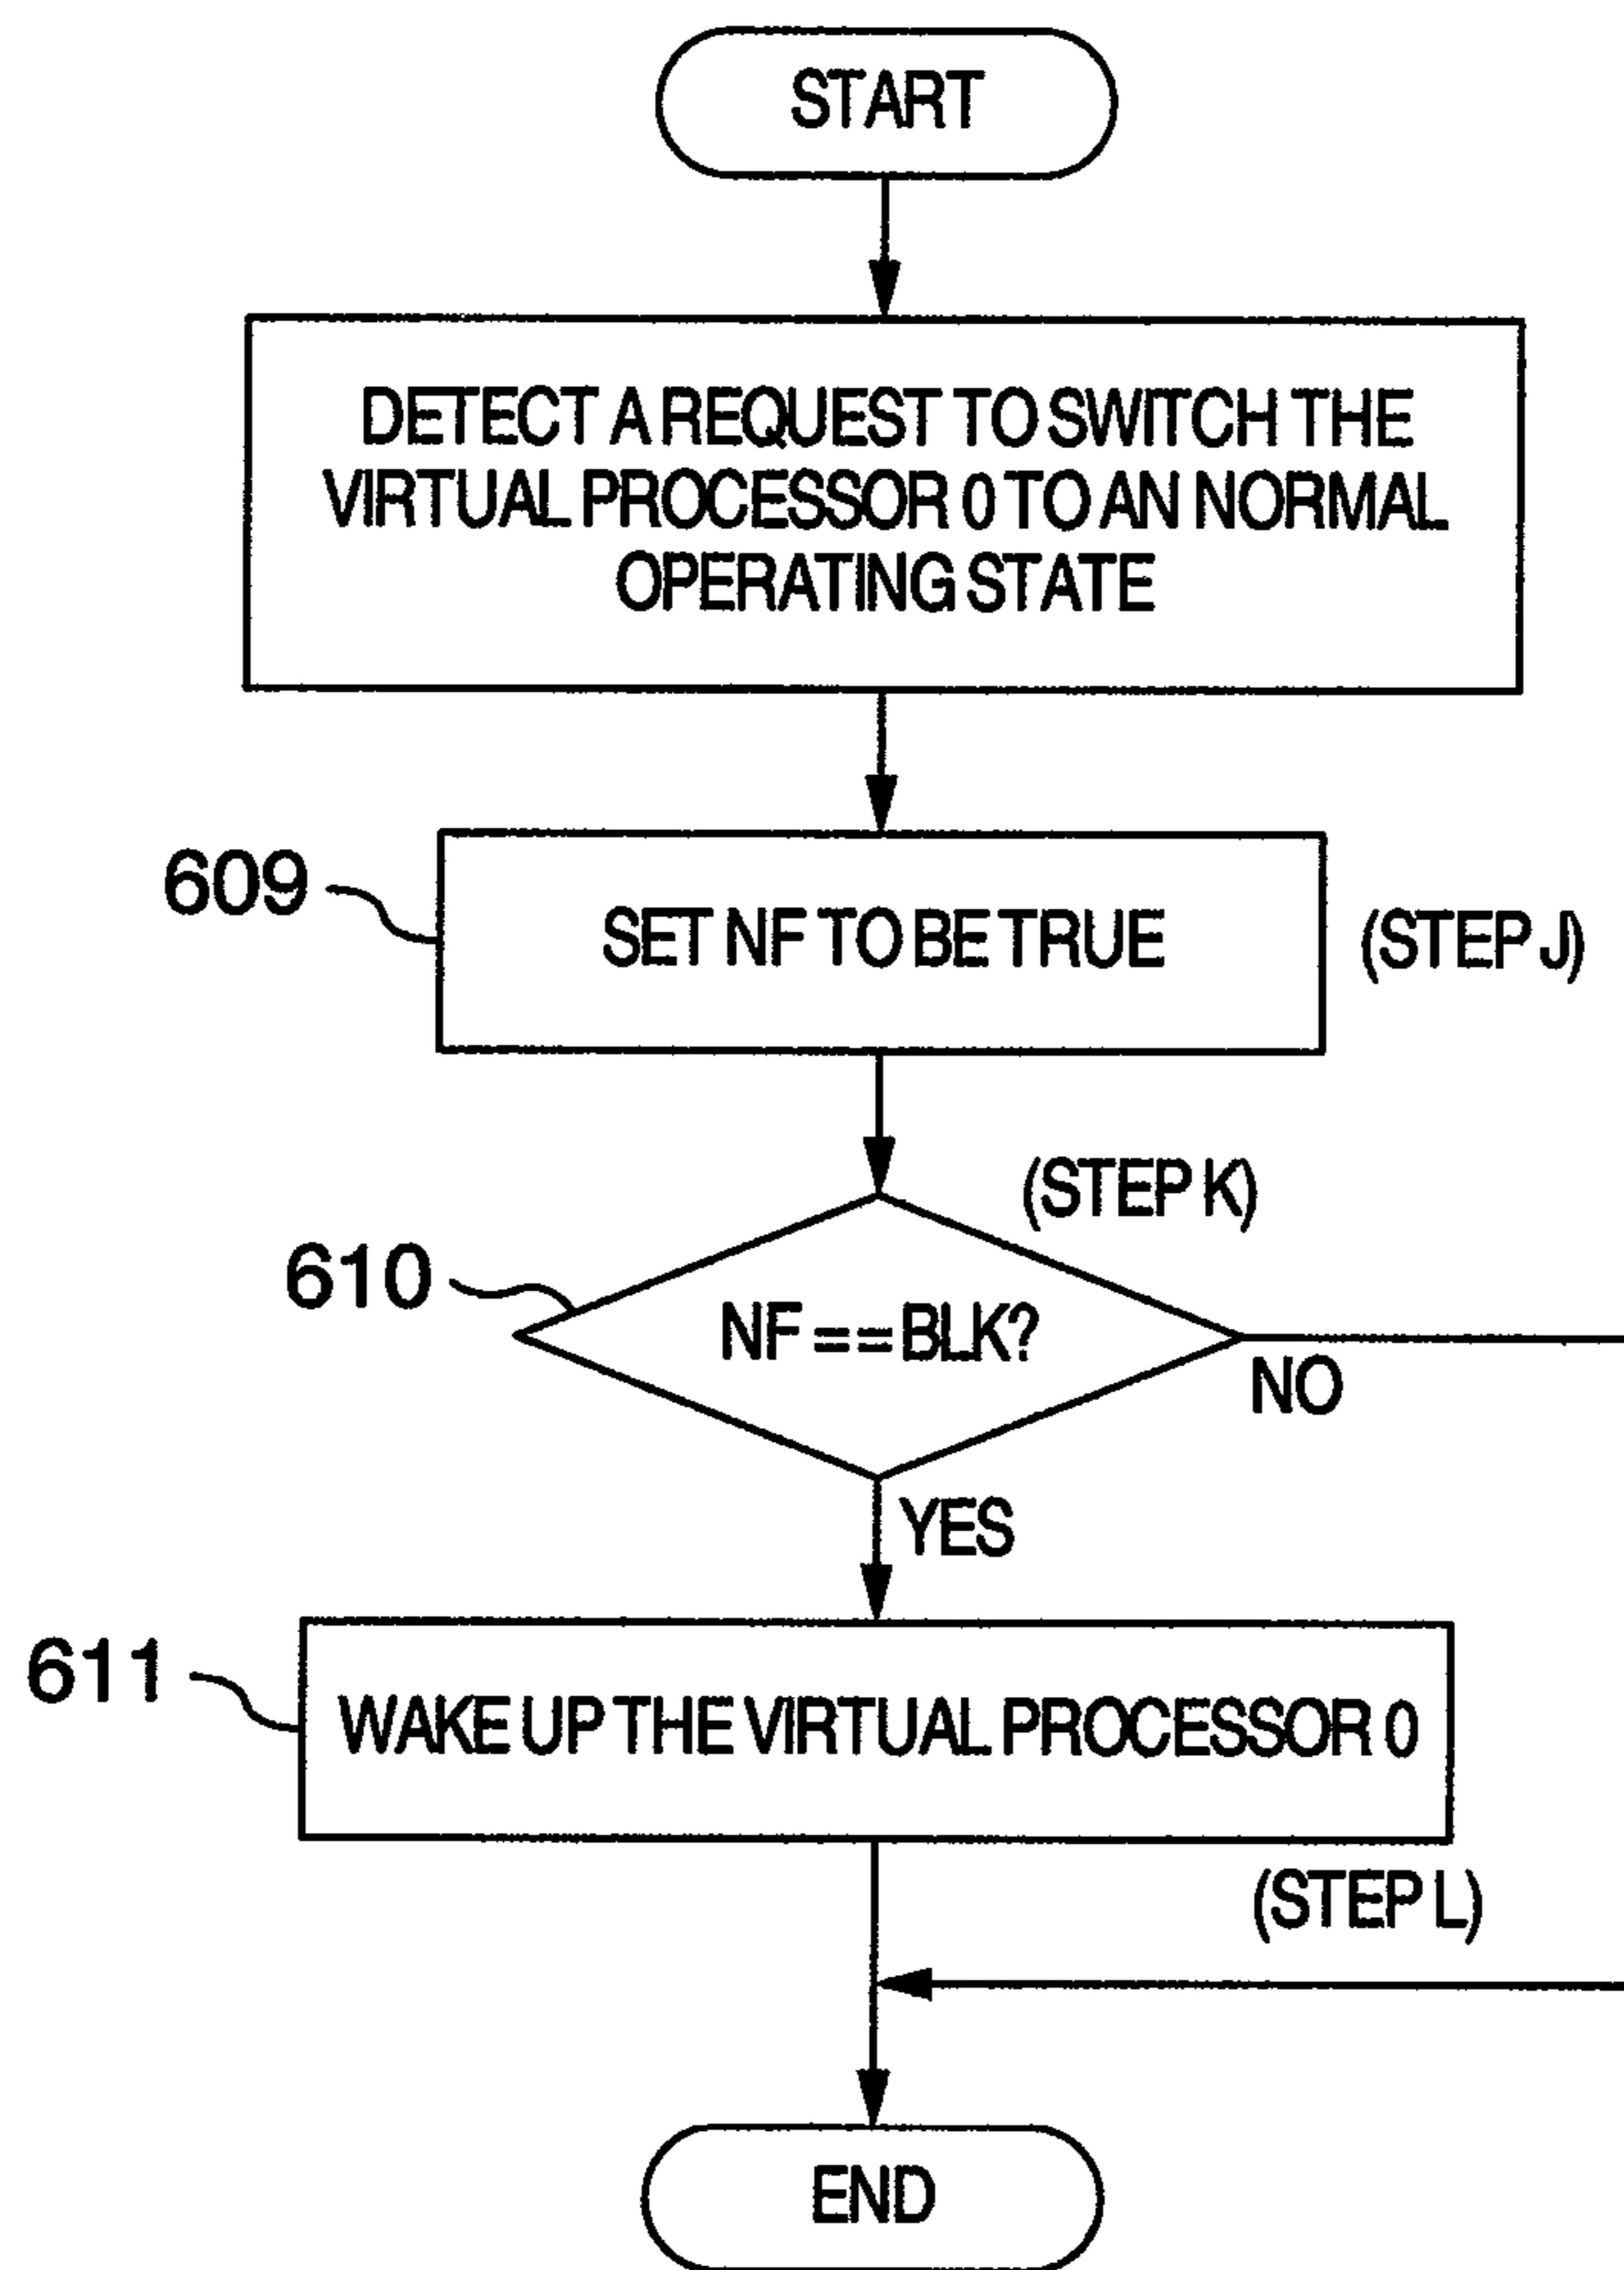 START
DETECT A REQUEST TO SWITCH THE
VIRTUAL PROCESSOR 0 TO AN NORMAL
OPERATING STATE
609
SET NF TO BE TRUE
(STEP J)
(STEP K)
610
NF == BLK?
NO
YES
611
WAKE UP THE VIRTUAL PROCESSOR 0
(STEP L)
END